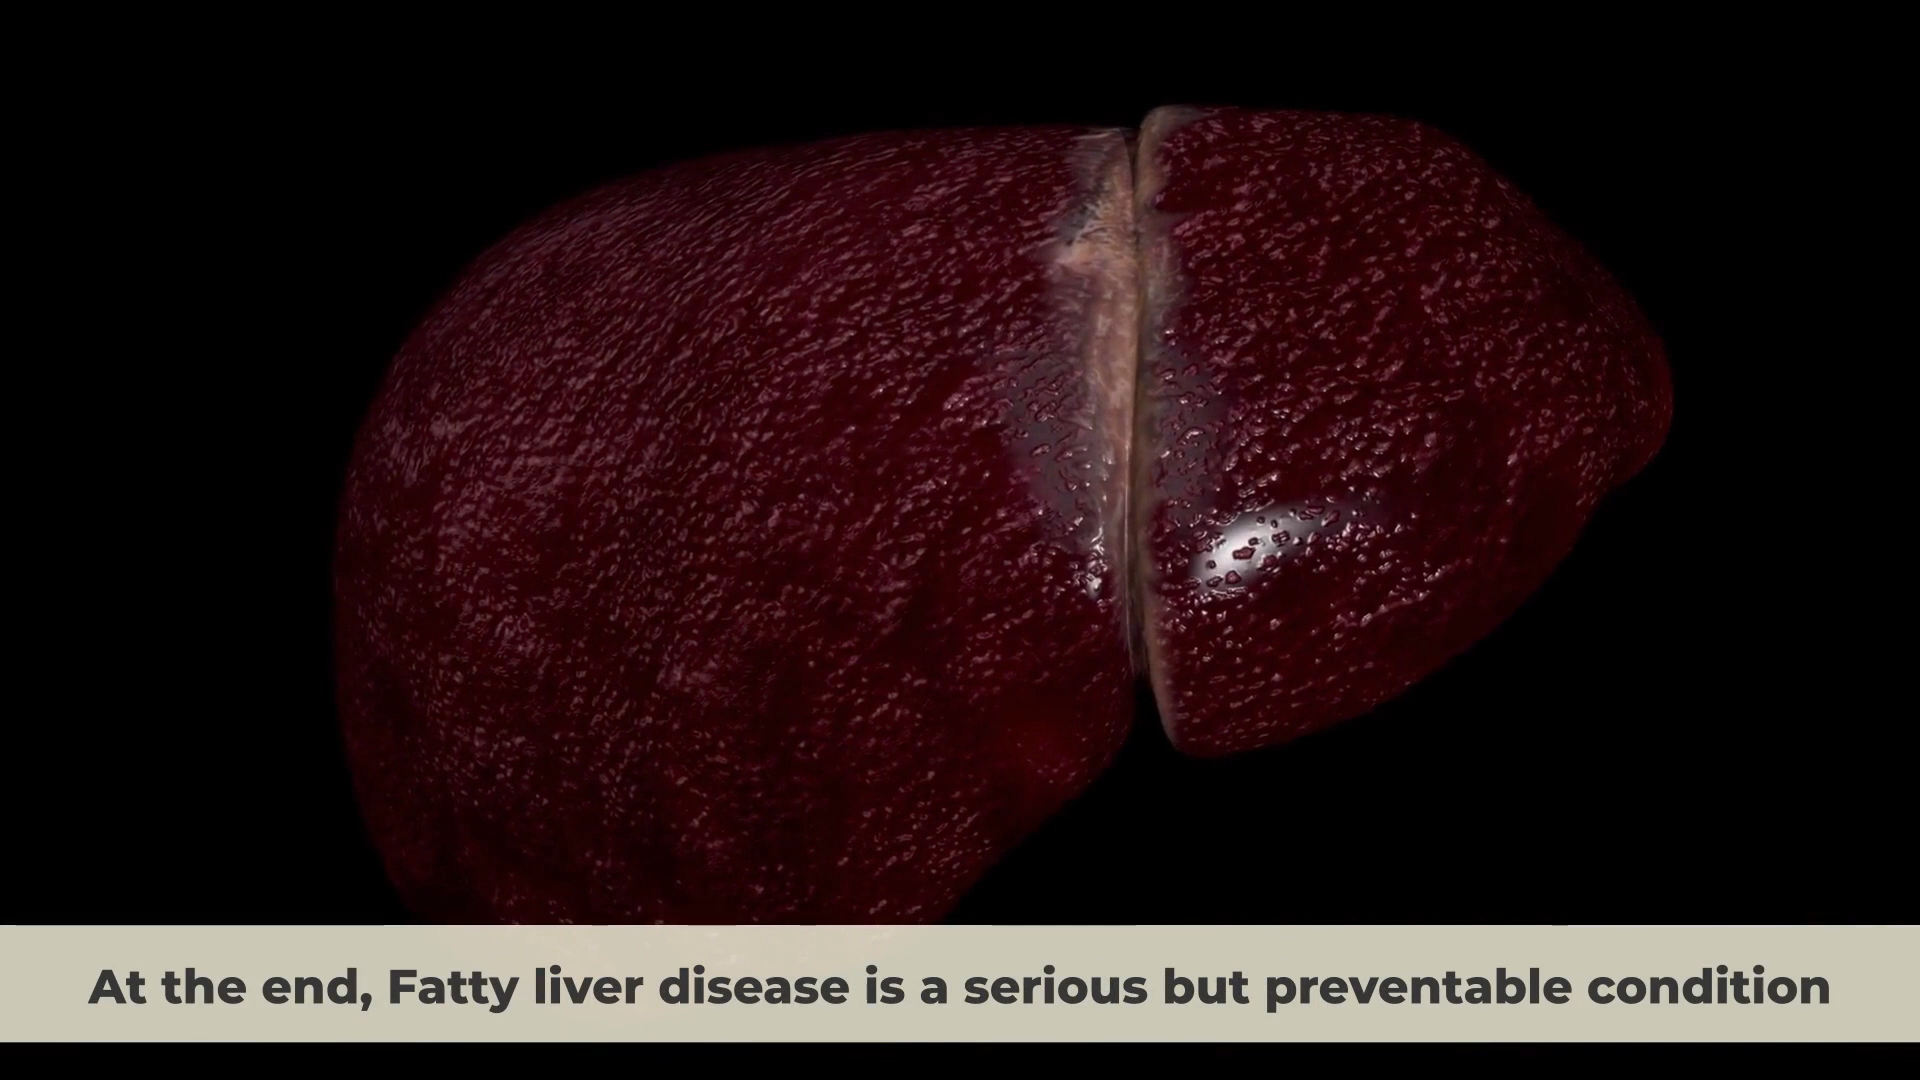 At the end, Fatty liver disease is a serious but preventable condition